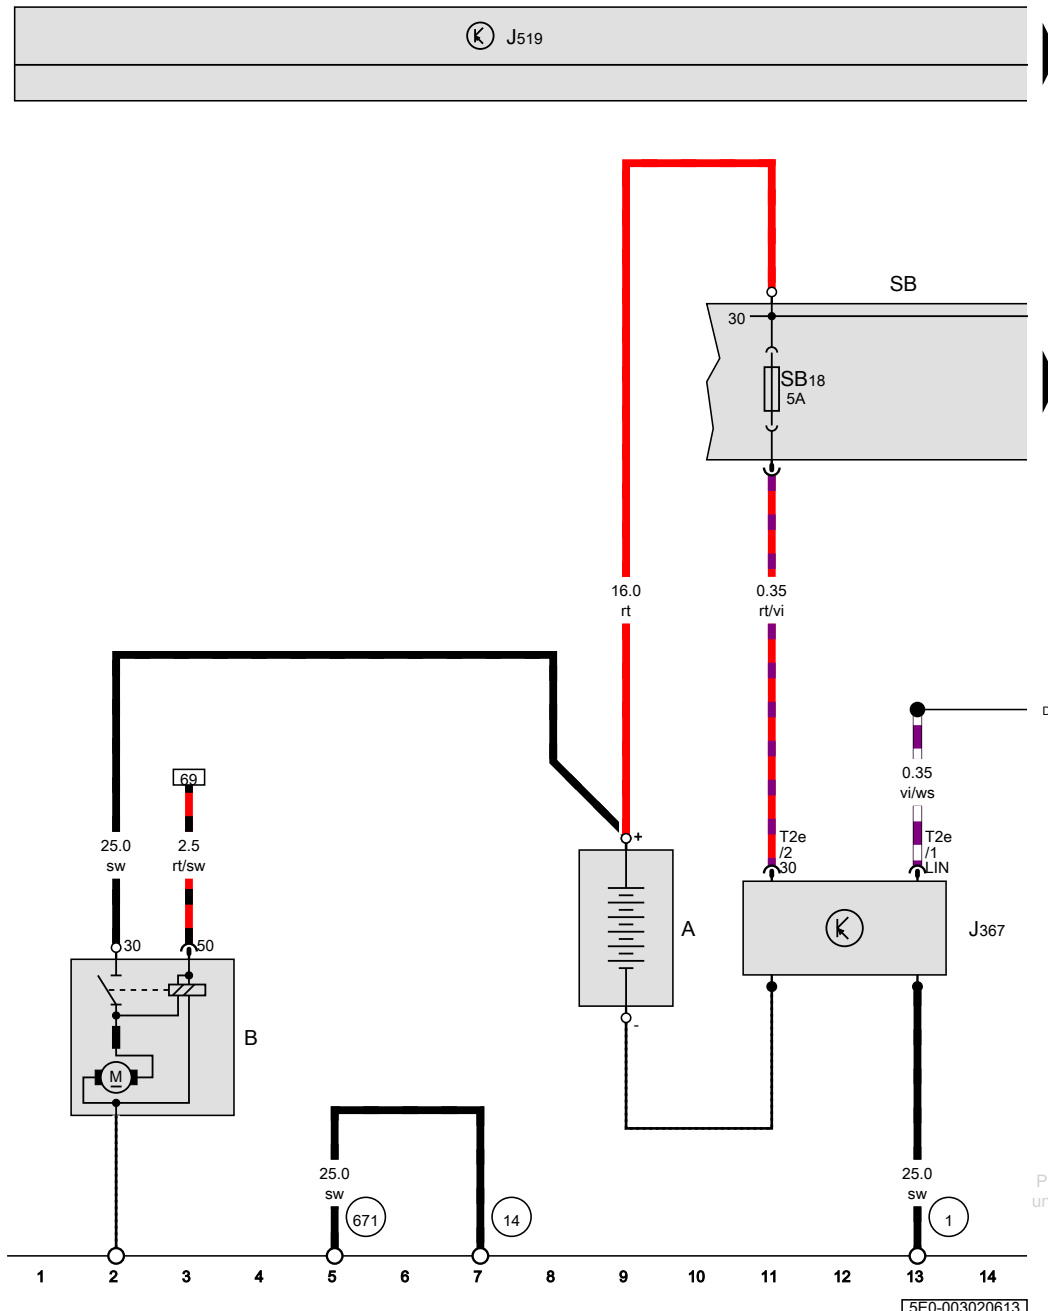 J519
SB
30
SB18
5A
16.0
rt
0.35
rt/vi
0.35
vi/ws
69
25.0
sw
2.5
rt/sw
T2e
/2
30
T2e
/1
LIN
+
A
J367
30
50
B
M
-
25.0
sw
671
14
25.0
sw
1
1 2 3 4 5 6 7 8 9 10 11 12 13 14
5E0-003020613